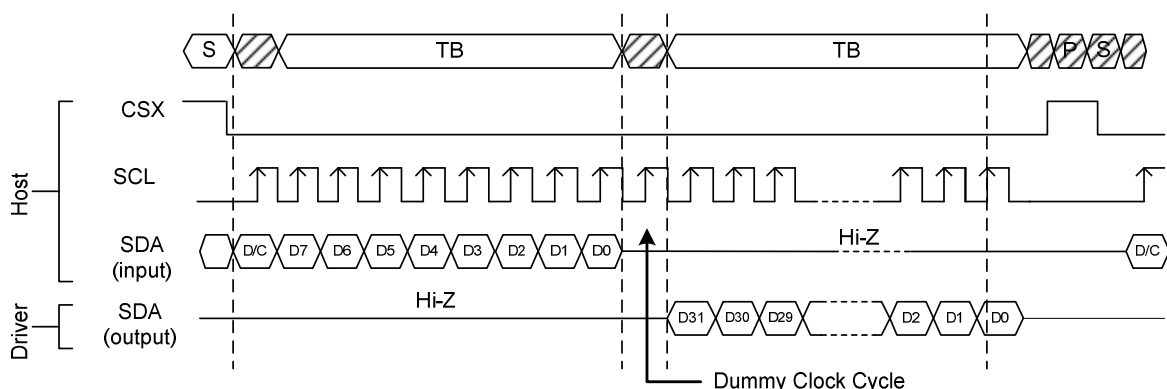 S TB TB P S
CSX
SCL
Host
SDA
(input)
D/C D7 D6 D5 D4 D3 D2 D1 D0 Hi-Z D/C
Driver
SDA
(output)
Hi-Z D31 D30 D29 D2 D1 D0
Dummy Clock Cycle